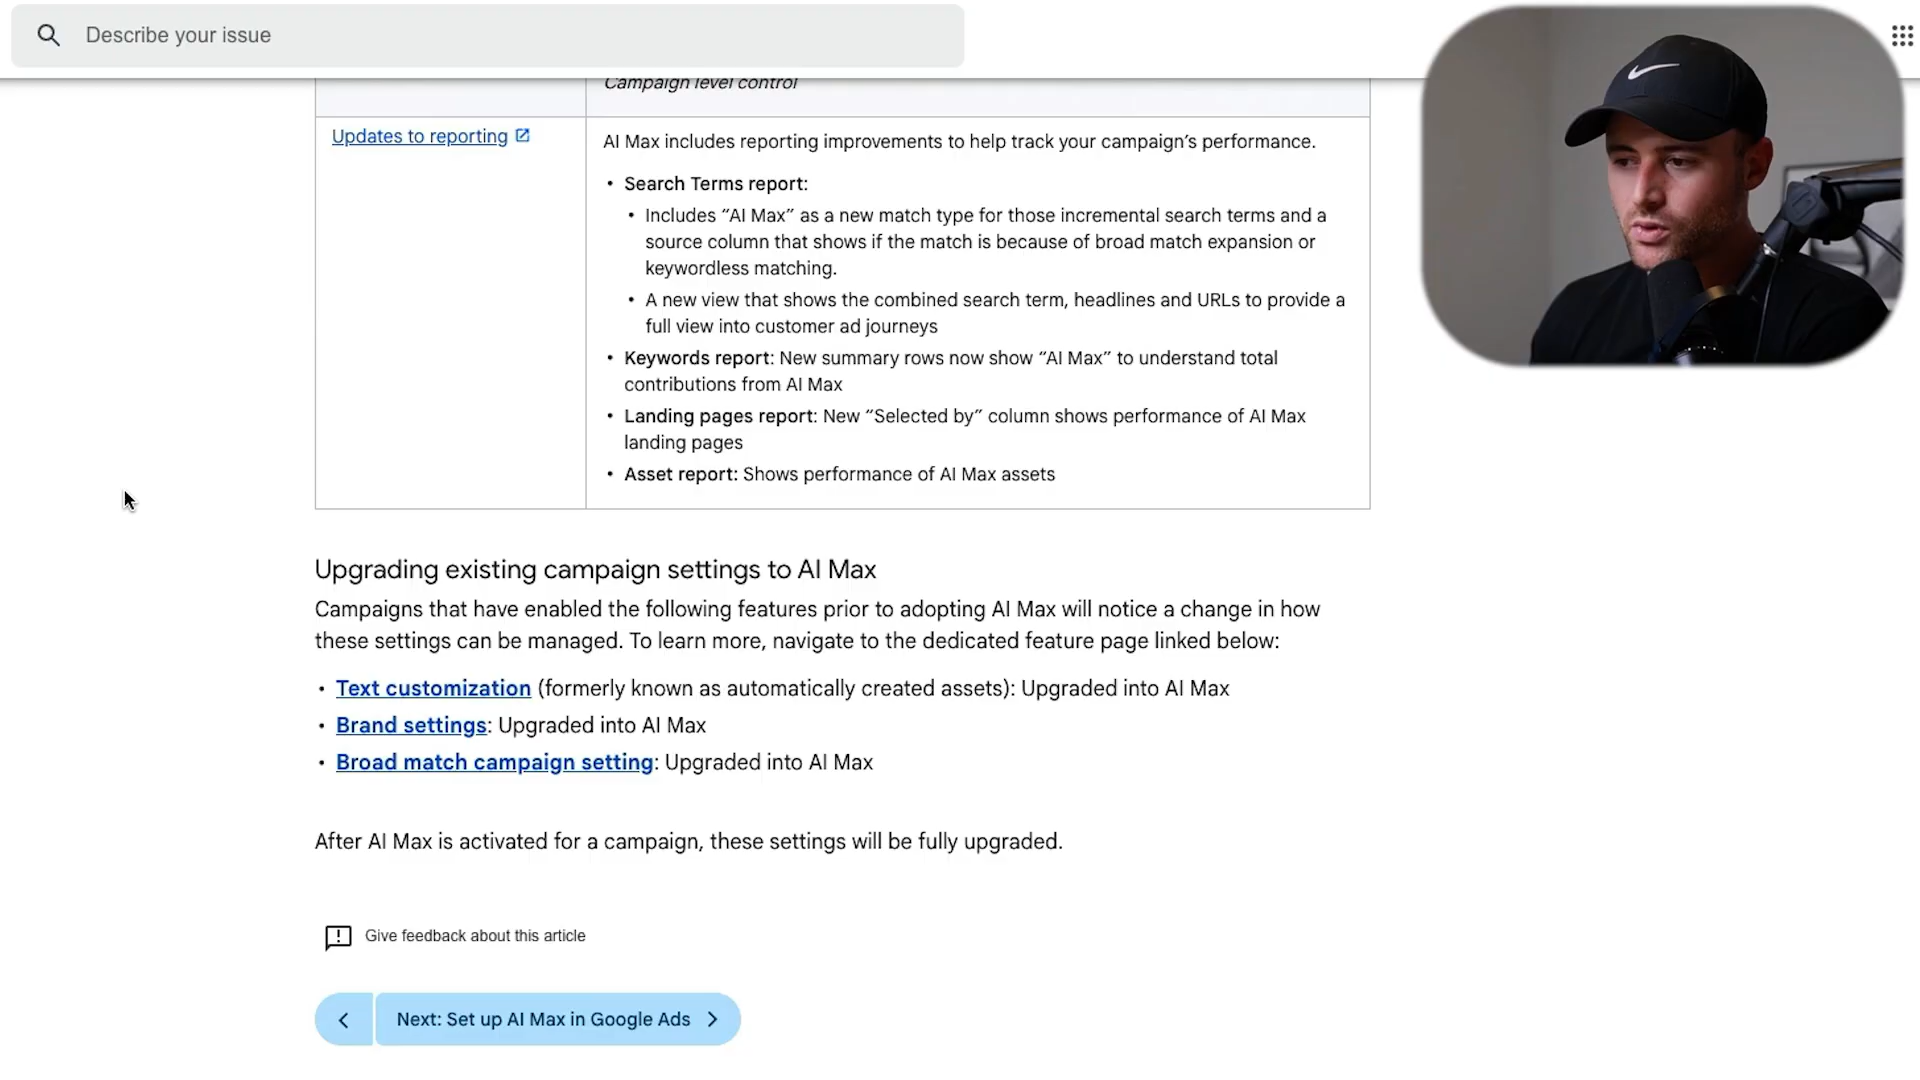 Describe your issue
Campaign level control
Updates to reporting
AI Max includes reporting improvements to help track your campaign’s performance.
• Search Terms report:
• Includes “AI Max” as a new match type for those incremental search terms and a
source column that shows if the match is because of broad match expansion or
keywordless matching.
• A new view that shows the combined search term, headlines and URLs to provide a
full view into customer ad journeys
• Keywords report: New summary rows now show “AI Max” to understand total
contributions from AI Max
• Landing pages report: New “Selected by” column shows performance of AI Max
landing pages
• Asset report: Shows performance of AI Max assets
Upgrading existing campaign settings to AI Max
Campaigns that have enabled the following features prior to adopting AI Max will notice a change in how
these settings can be managed. To learn more, navigate to the dedicated feature page linked below:
• Text customization (formerly known as automatically created assets): Upgraded into AI Max
• Brand settings: Upgraded into AI Max
• Broad match campaign setting: Upgraded into AI Max
After AI Max is activated for a campaign, these settings will be fully upgraded.
Give feedback about this article
Next: Set up AI Max in Google Ads